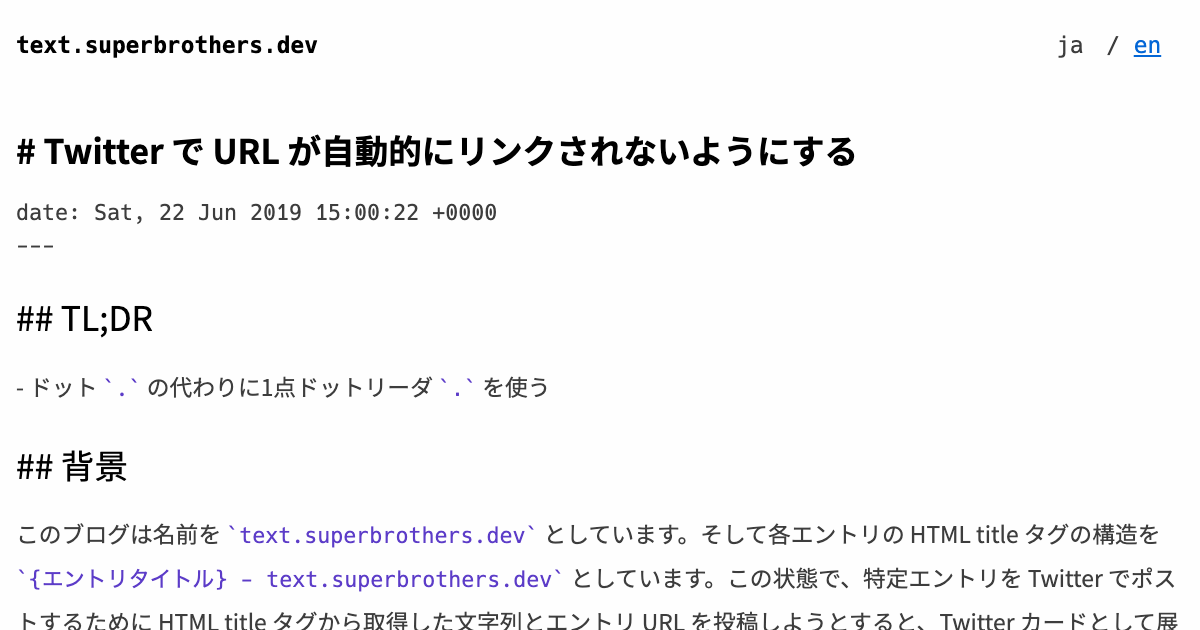 text.superbrothers.dev
ja / en
# Twitter で URL が自動的にリンクされないようにする
date: Sat, 22 Jun 2019 15:00:22 +0000
---
## TL;DR
- ドット `.` の代わりに1点ドットリーダ `․` を使う
## 背景
このブログは名前を `text.superbrothers.dev` としています。そして各エントリの HTML title タグの構造を
`{エントリタイトル} - text.superbrothers.dev` としています。この状態で、特定エントリを Twitter でポス
トするために HTML title タグから取得した文字列とエントリ URL を投稿しようとすると、Twitter カードとして展